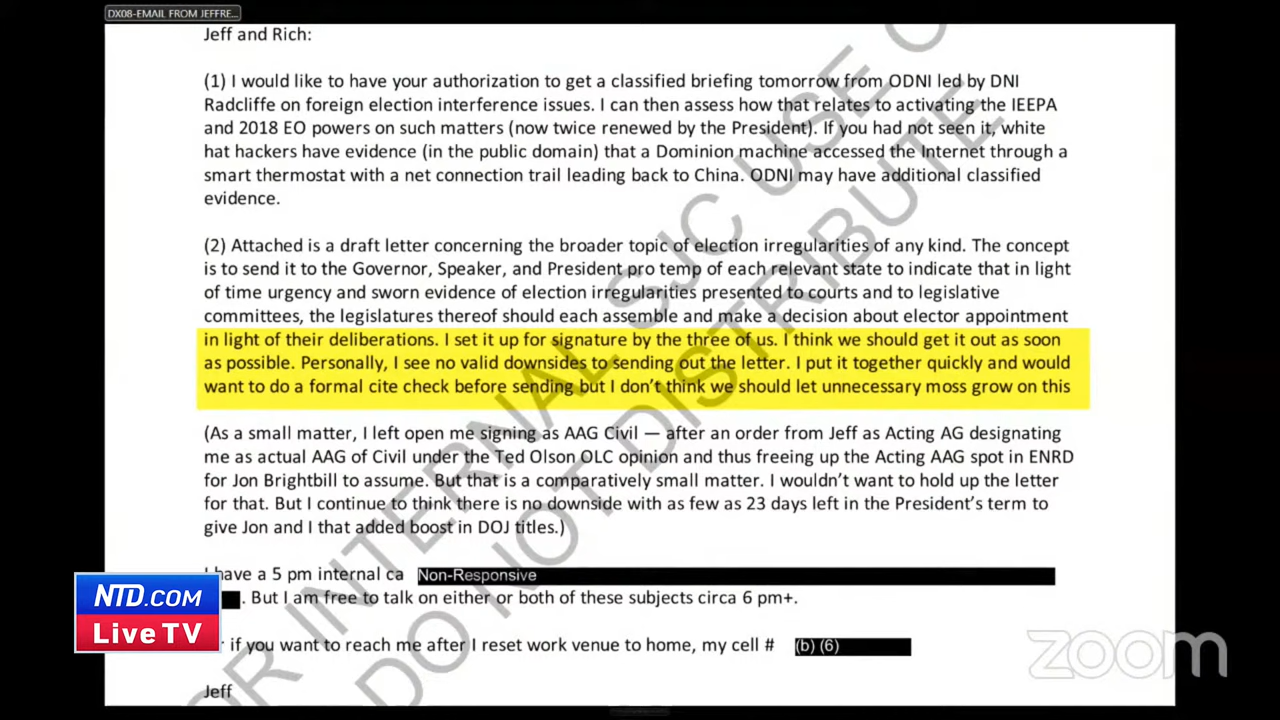 DX08-EMAIL FROM JEFFRE...
Jeff and Rich:
(1) I would like to have your authorization to get a classified briefing tomorrow from ODNI led by DNI
Radcliffe on foreign election interference issues. I can then assess how that relates to activating the IEEPA
and 2018 EO powers on such matters (now twice renewed by the President). If you had not seen it, white
hat hackers have evidence (in the public domain) that a Dominion machine accessed the Internet through a
smart thermostat with a net connection trail leading back to China. ODNI may have additional classified
evidence.
(2) Attached is a draft letter concerning the broader topic of election irregularities of any kind. The concept
is to send it to the Governor, Speaker, and President pro temp of each relevant state to indicate that in light
of time urgency and sworn evidence of election irregularities presented to courts and to legislative
committees, the legislatures thereof should each assemble and make a decision about elector appointment
in light of their deliberations. I set it up for signature by the three of us. I think we should get it out as soon
as possible. Personally, I see no valid downsides to sending out the letter. I put it together quickly and would
want to do a formal cite check before sending but I don't think we should let unnecessary moss grow on this
(As a small matter, I left open me signing as AAG Civil — after an order from Jeff as Acting AG designating
me as actual AAG of Civil under the Ted Olson OLC opinion and thus freeing up the Acting AAG spot in ENRD
for Jon Brightbill to assume. But that is a comparatively small matter. I wouldn't want to hold up the letter
for that. But I continue to think there is no downside with as few as 23 days left in the President's term to
give Jon and I that added boost in DOJ titles.)
I have a 5 pm internal ca Non-Responsive
. But I am free to talk on either or both of these subjects circa 6 pm+.
r if you want to reach me after I reset work venue to home, my cell # (b) (6)
Jeff
OR INTERNAL SJC USE O
DO NOT DISTRIBUTE
NTD.COM
Live TV
zoom